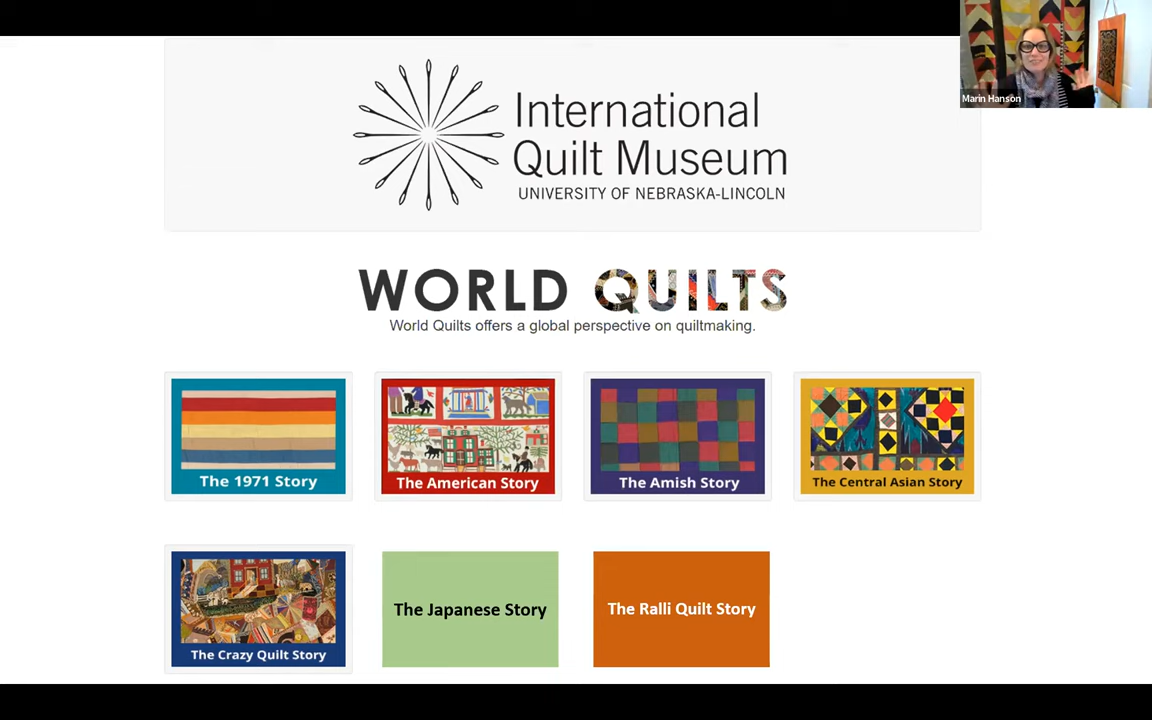 Marin Hanson
International
Quilt Museum
UNIVERSITY OF NEBRASKA-LINCOLN
WORLD QUILTS
World Quilts offers a global perspective on quiltmaking.
The 1971 Story
The American Story
The Amish Story
The Central Asian Story
The Crazy Quilt Story
The Japanese Story
The Ralli Quilt Story